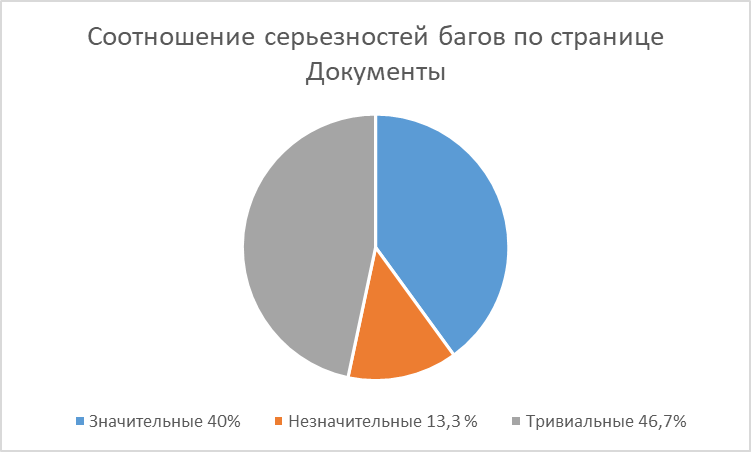 Соотношение серьезностей багов по странице
Документы
Значительные 40%
Незначительные 13,3 %
Тривиальные 46,7%